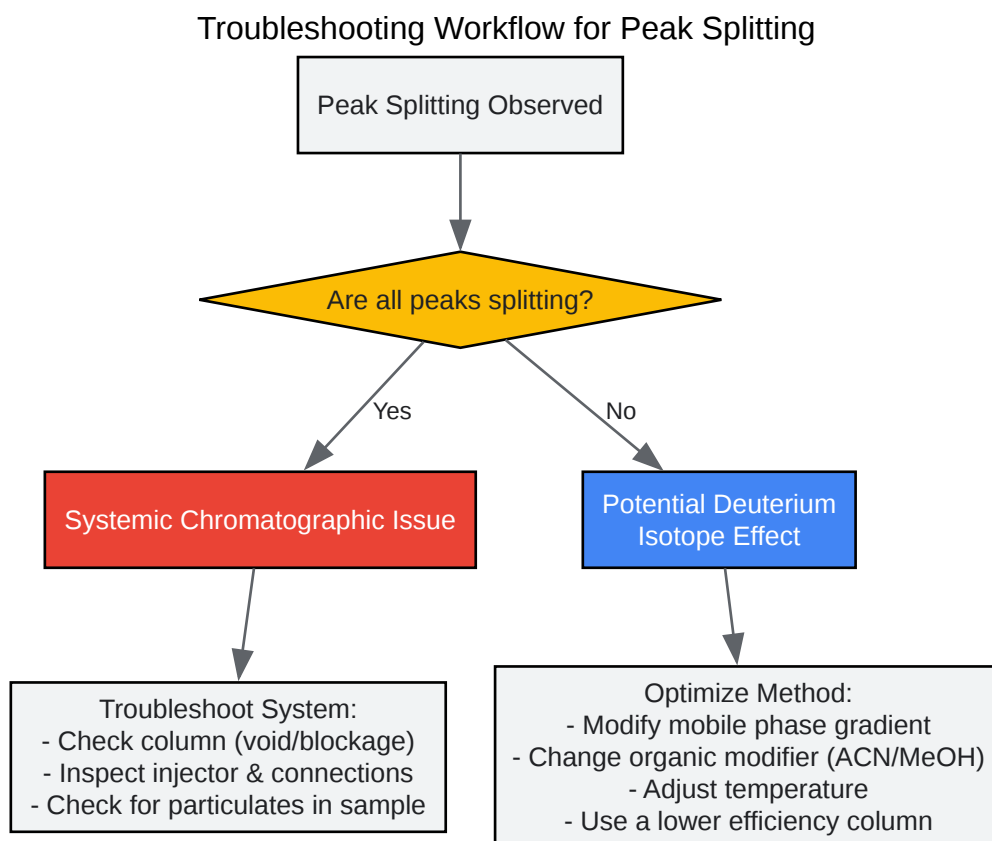 Troubleshooting Workflow for Peak Splitting
Peak Splitting Observed
Are all peaks splitting?
Yes
No
Systemic Chromatographic Issue
Potential Deuterium
Isotope Effect
Troubleshoot System:
- Check column (void/blockage)
- Inspect injector & connections
- Check for particulates in sample
Optimize Method:
- Modify mobile phase gradient
- Change organic modifier (ACN/MeOH)
- Adjust temperature
- Use a lower efficiency column